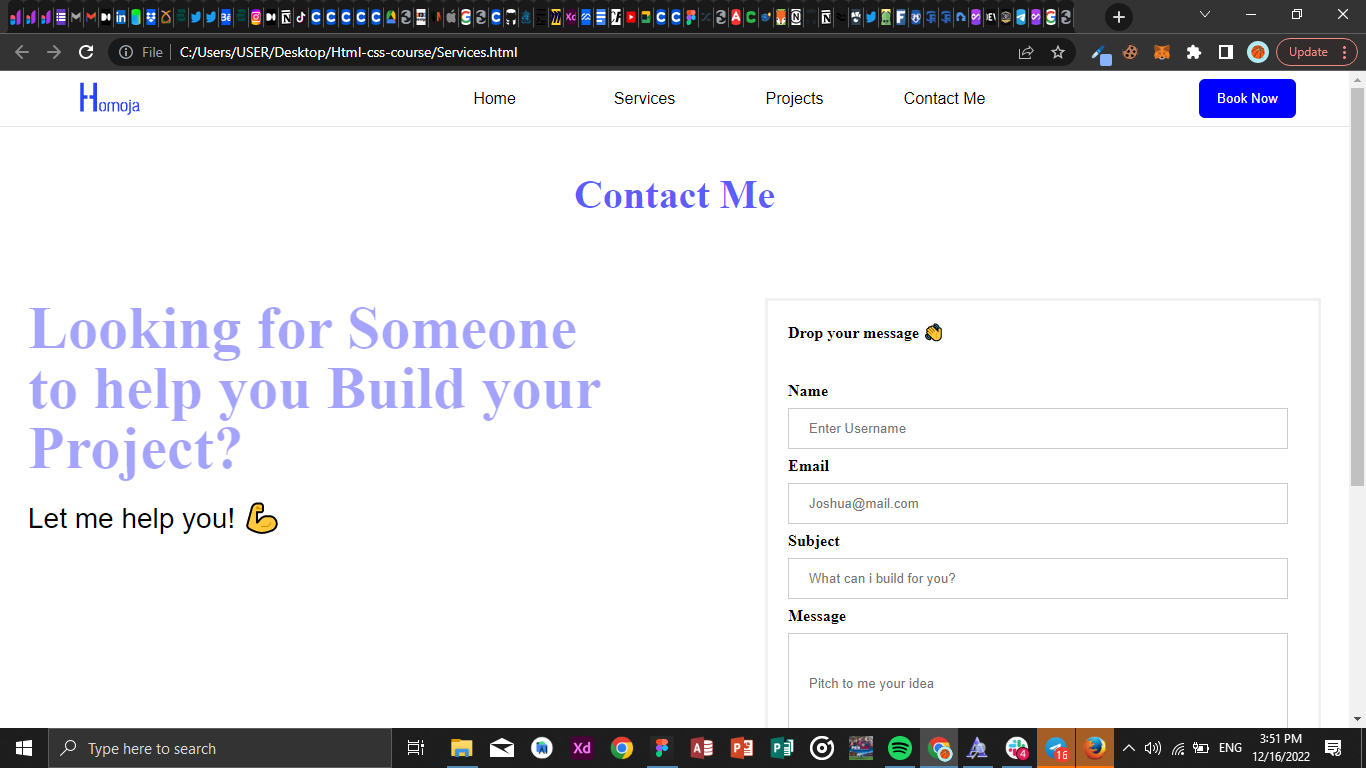 File
C:/Users/USER/Desktop/Html-css-course/Services.html
Update
Homoja
Home
Services
Projects
Contact Me
Book Now
Contact Me
Looking for Someone
to help you Build your
Project?
Let me help you! 💪
Drop your message 👏
Name
Enter Username
Email
Joshua@mail.com
Subject
What can i build for you?
Message
Pitch to me your idea
Type here to search
Xd
4
16
ENG
3:51 PM
12/16/2022